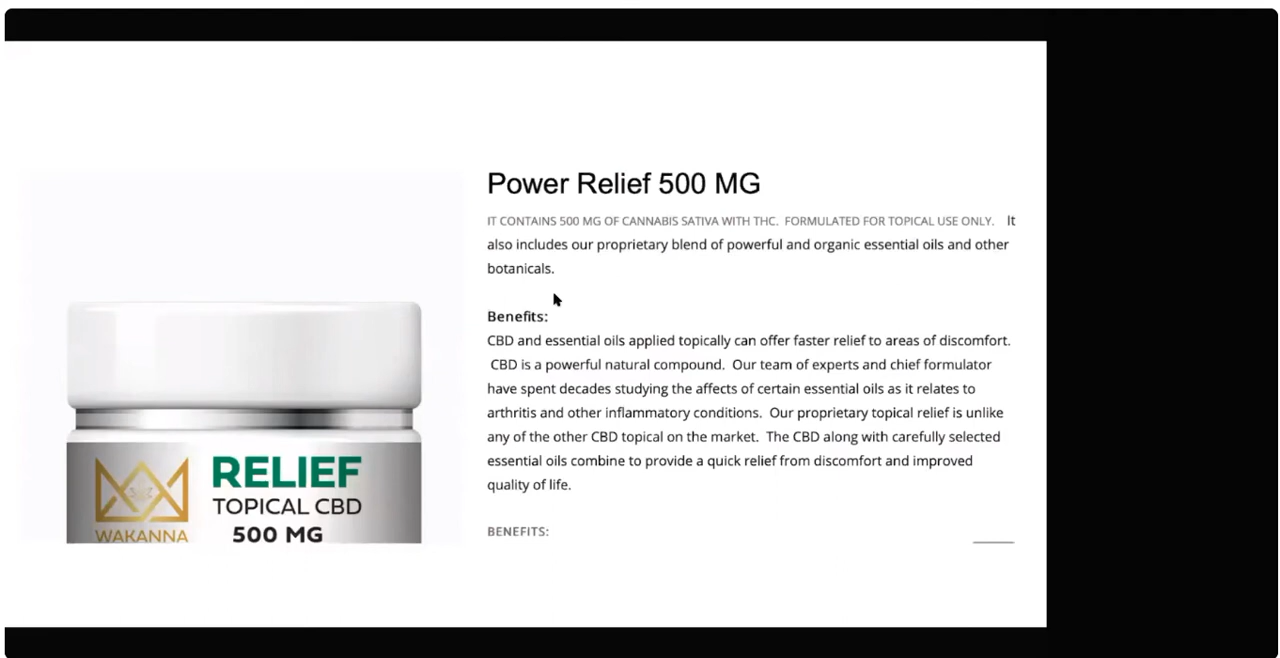 Power Relief 500 MG
IT CONTAINS 500 MG OF CANNABIS SATIVA WITH THC.  FORMULATED FOR TOPICAL USE ONLY.   It
also includes our proprietary blend of powerful and organic essential oils and other
botanicals.
Benefits:
CBD and essential oils applied topically can offer faster relief to areas of discomfort.
CBD is a powerful natural compound.  Our team of experts and chief formulator
have spent decades studying the affects of certain essential oils as it relates to
arthritis and other inflammatory conditions.  Our proprietary topical relief is unlike
any of the other CBD topical on the market.  The CBD along with carefully selected
essential oils combine to provide a quick relief from discomfort and improved
quality of life.
BENEFITS:
RELIEF
TOPICAL CBD
500 MG
WAKANNA